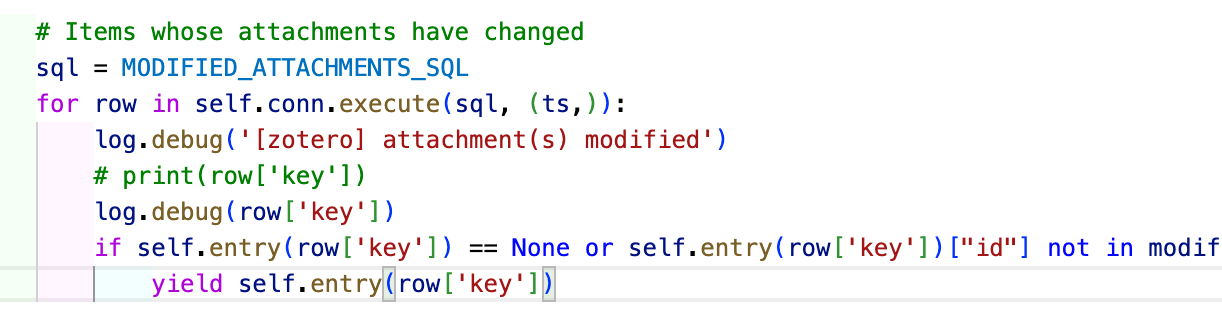 # Items whose attachments have changed
sql = MODIFIED_ATTACHMENTS_SQL
for row in self.conn.execute(sql, (ts,)):
log.debug('[zotero] attachment(s) modified')
# print(row['key'])
log.debug(row['key'])
if self.entry(row['key']) == None or self.entry(row['key'])["id"] not in modif
yield self.entry(row['key'])